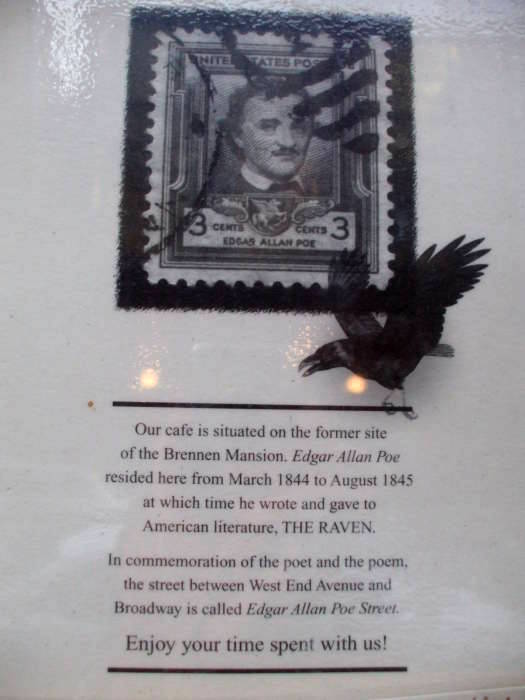 UNITED STATES POS
3 CENTS CENTS 3
EDGAR ALLAN POE
Our cafe is situated on the former site
of the Brennen Mansion. Edgar Allan Poe
resided here from March 1844 to August 1845
at which time he wrote and gave to
American literature, THE RAVEN.
In commemoration of the poet and the poem,
the street between West End Avenue and
Broadway is called Edgar Allan Poe Street.
Enjoy your time spent with us!